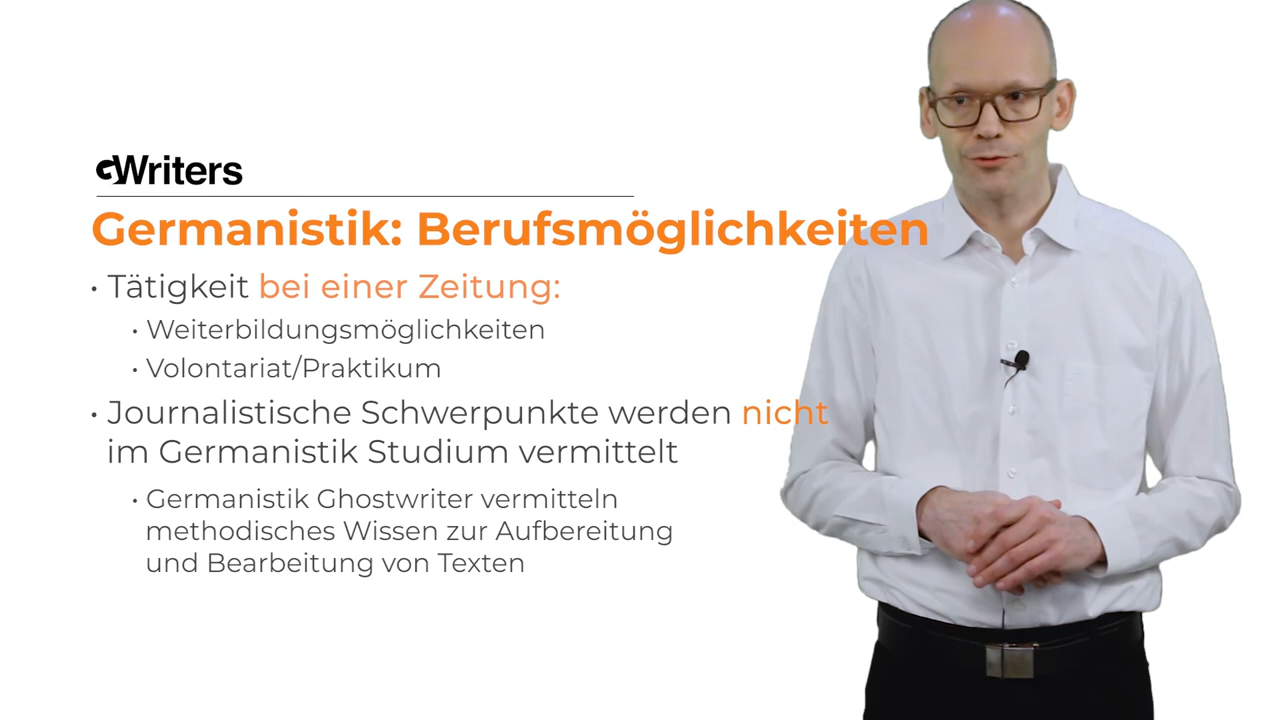 GWriters
Germanistik: Berufsmöglichkeiten
• Tätigkeit bei einer Zeitung:
• Weiterbildungsmöglichkeiten
• Volontariat/Praktikum
• Journalistische Schwerpunkte werden nicht
im Germanistik Studium vermittelt
• Germanistik Ghostwriter vermitteln
methodisches Wissen zur Aufbereitung
und Bearbeitung von Texten